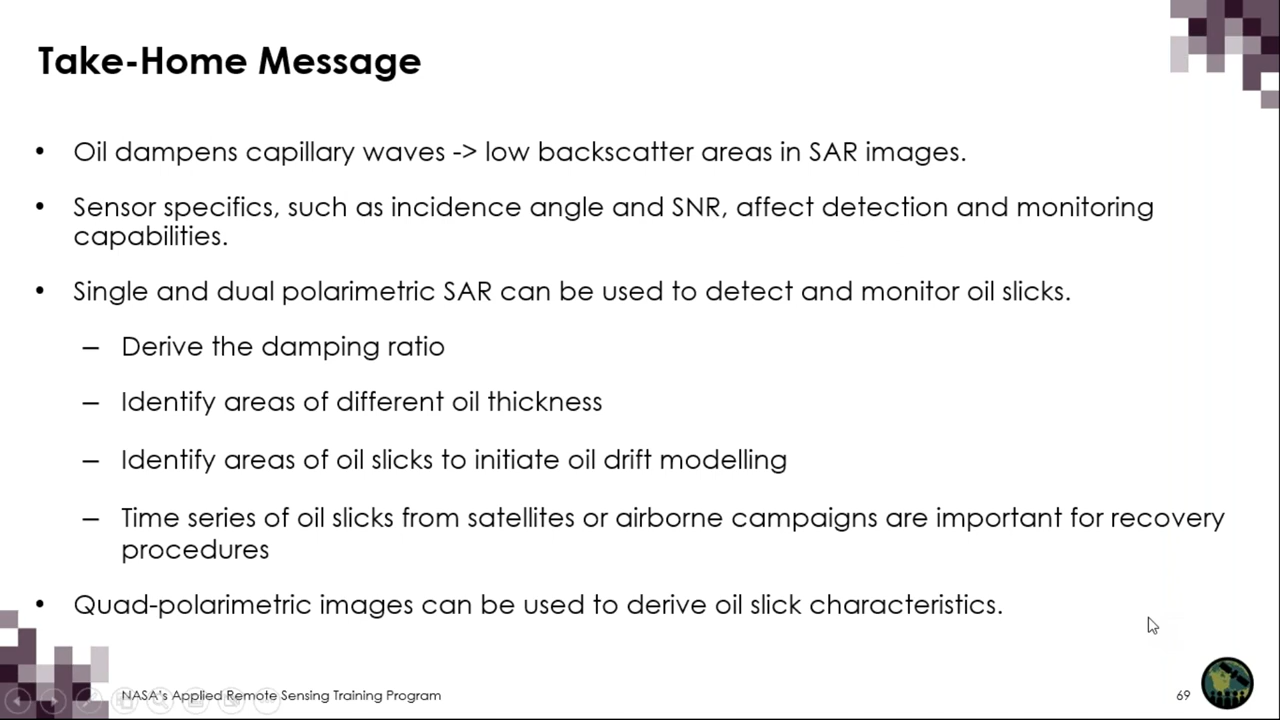 Take-Home Message
• Oil dampens capillary waves -> low backscatter areas in SAR images.
• Sensor specifics, such as incidence angle and SNR, affect detection and monitoring
capabilities.
• Single and dual polarimetric SAR can be used to detect and monitor oil slicks.
– Derive the damping ratio
– Identify areas of different oil thickness
– Identify areas of oil slicks to initiate oil drift modelling
– Time series of oil slicks from satellites or airborne campaigns are important for recovery
procedures
• Quad-polarimetric images can be used to derive oil slick characteristics.
NASA's Applied Remote Sensing Training Program
69